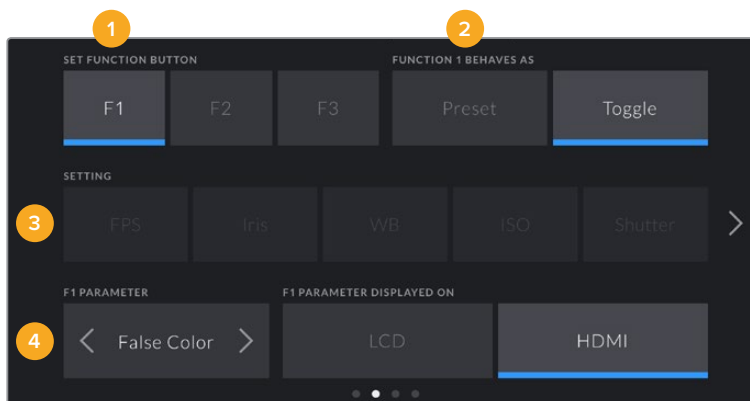 1
2
SET FUNCTION BUTTON
FUNCTION 1 BEHAVES AS
F1 F2 F3 Preset Toggle
SETTING
3 FPS Iris WB ISO Shutter
F1 PARAMETER
F1 PARAMETER DISPLAYED ON
4 False Color LCD HDMI